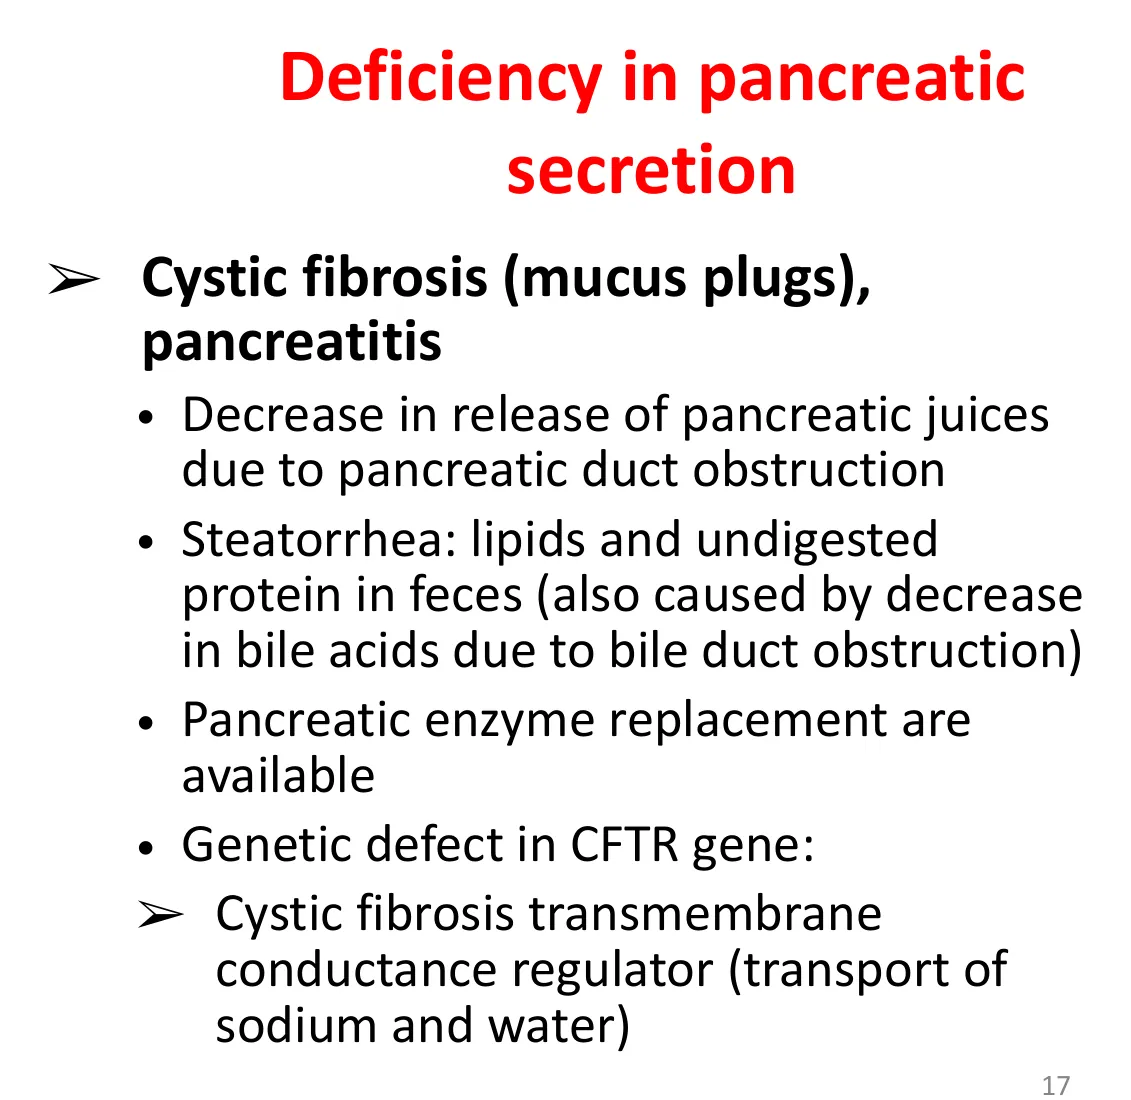 Deficiency in pancreatic
secretion
➢ Cystic fibrosis (mucus plugs),
pancreatitis
• Decrease in release of pancreatic juices
due to pancreatic duct obstruction
• Steatorrhea: lipids and undigested
protein in feces (also caused by decrease
in bile acids due to bile duct obstruction)
• Pancreatic enzyme replacement are
available
• Genetic defect in CFTR gene:
➢ Cystic fibrosis transmembrane
conductance regulator (transport of
sodium and water)
17